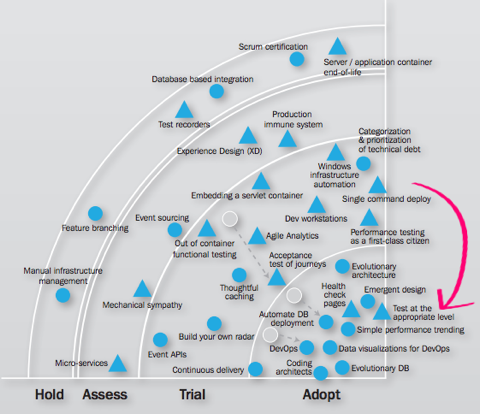 Scrum certification
Server / application container
end-of-life
Database based integration
Test recorders
Production
immune system
Experience Design (XD)
Categorization
& prioritization
of technical debt
Windows
infrastructure
automation
Embedding a servlet container
Single command deploy
Dev workstations
Feature branching
Event sourcing
Performance testing
as a first-class citizen
Out of container
functional testing
Agile Analytics
Acceptance
test of journeys
Evolutionary
architecture
Manual infrastructure
management
Thoughtful
caching
Health
check
pages
Emergent design
Mechanical sympathy
Test at the
appropriate level
Automate DB
deployment
Simple performance trending
Build your own radar
Event APIs
DevOps
Data visualizations for DevOps
Micro-services
Continuous delivery
Coding
architects
Evolutionary DB
Hold
Assess
Trial
Adopt